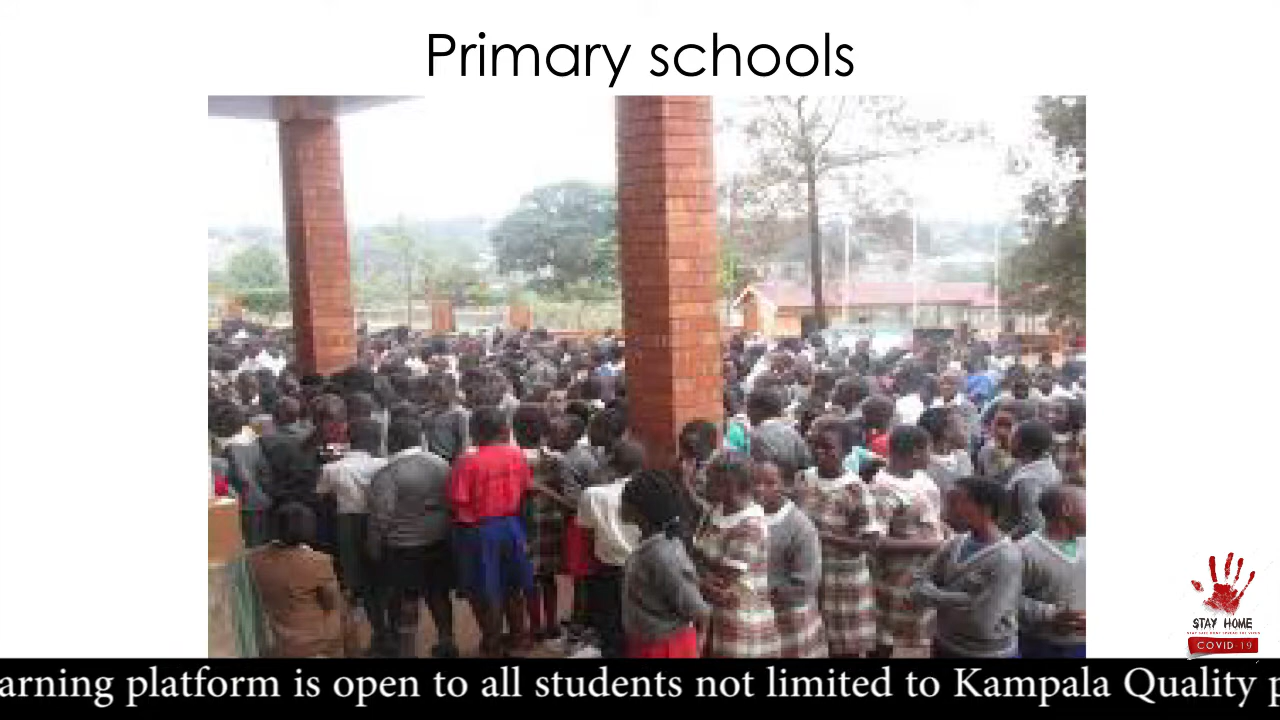 Primary schools
STAY HOME
COVID-19
arning platform is open to all students not limited to Kampala Quality p